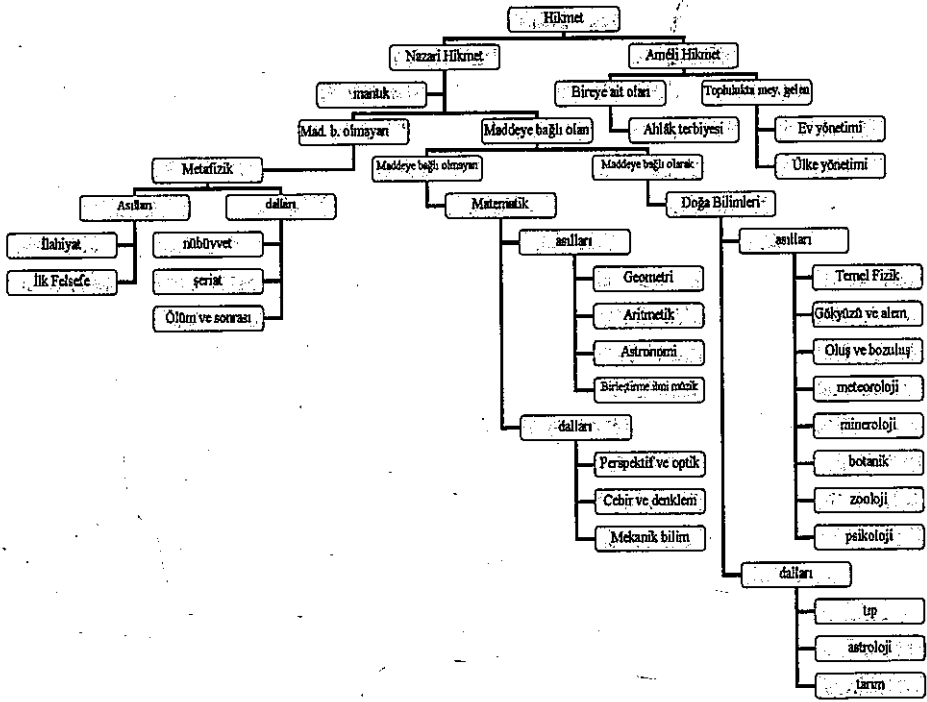 Hikmet
Nazari Hikmet
Ameli Hikmet
mantık
Bireye ait olan
Toplulukta mey. gelen
Mad. b. olmayan
Maddeye bağlı olan
Ahlâk terbiyesi
Ev yönetimi
Ülke yönetimi
Metafizik
Maddeye bağlı olmayan
Maddeye bağlı olarak
Asılları
dalları
Matematik
Doğa Bilimleri
İlahiyat
İlk Felsefe
nübüvvet
şeriat
Ölüm ve sonrası
asılları
Geometri
Aritmetik
Astronomi
Birleştirme ilmi müzik
dalları
Perspektif ve optik
Cebir ve denklem
Mekanik bilim
asılları
Temel Fizik
Gökyüzü ve alem
Oluş ve bozuluş
meteoroloji
mineroloji
botanik
zooloji
psikoloji
dalları
tıp
astroloji
tarım